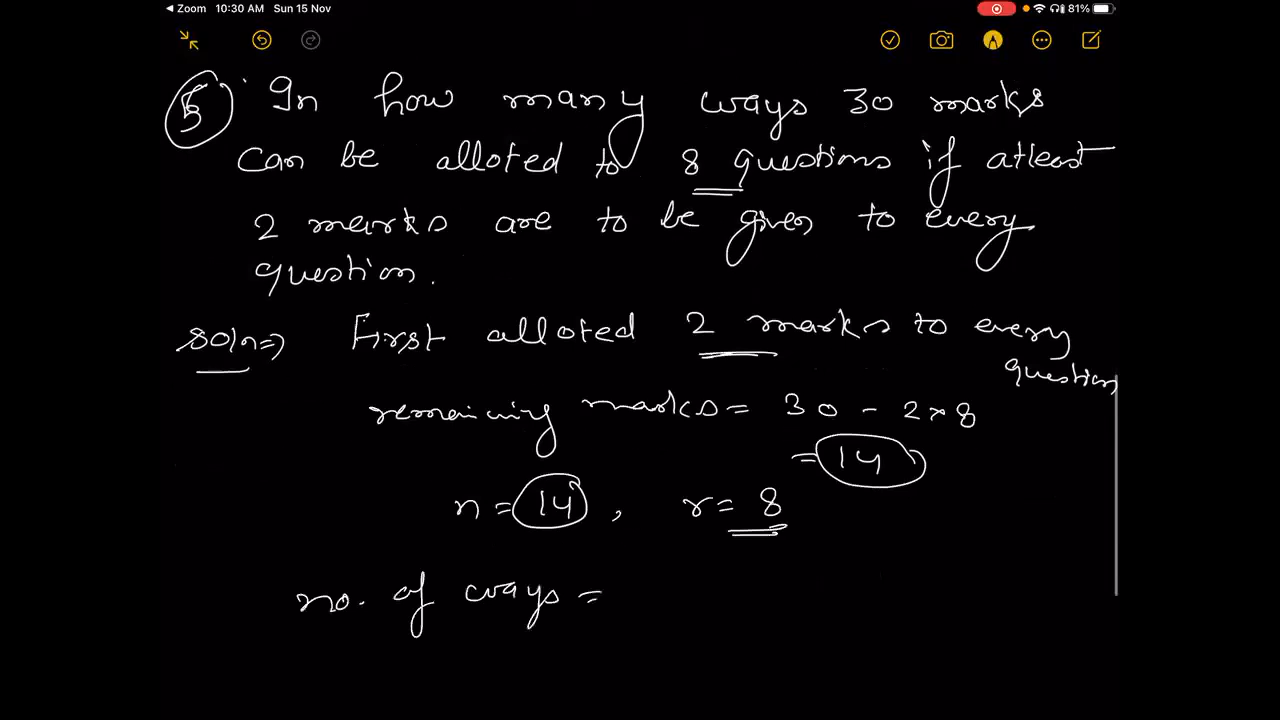 Zoom 10:30 AM Sun 15 Nov 81%
5 In how many ways 30 marks
can be alloted to 8 questions if atleast
2 marks are to be given to every
question.
Soln⇒ First alloted 2 marks to every
question
remaining marks = 30 - 2×8
= 14
n = 14, r = 8
no. of ways =